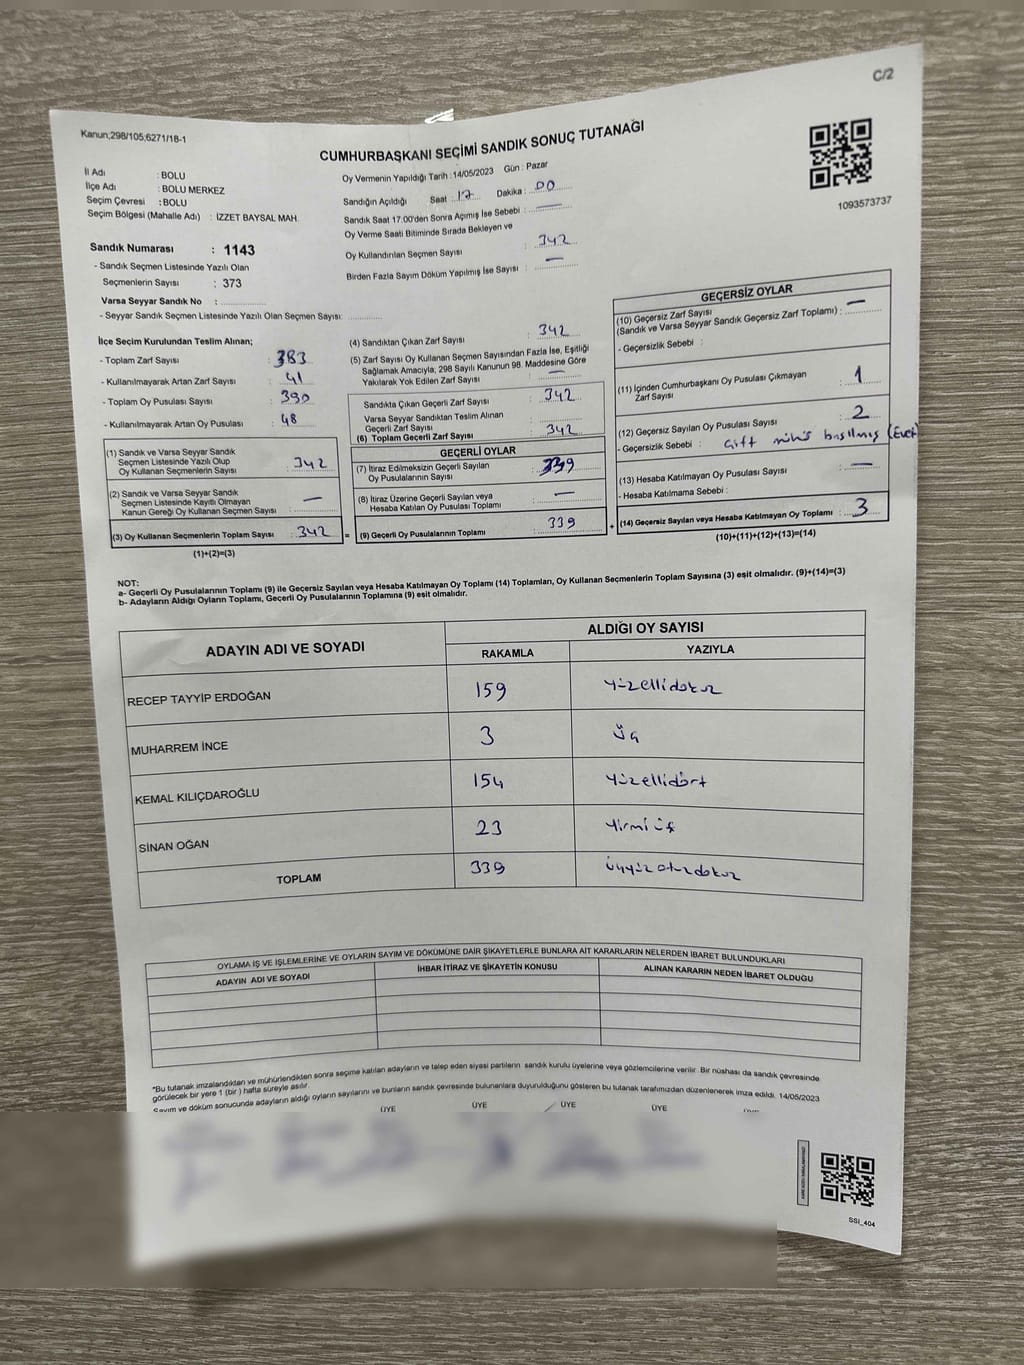 C/2
Kanun;298/105;6271/18-1
CUMHURBAŞKANI SEÇİMİ SANDIK SONUÇ TUTANAĞI
1093573737
İl Adı : BOLU
İlçe Adı : BOLU MERKEZ
Seçim Çevresi : BOLU
Seçim Bölgesi (Mahalle Adı) : İZZET BAYSAL MAH.
Sandık Numarası : 1143
- Sandık Seçmen Listesinde Yazılı Olan
Seçmenlerin Sayısı : 373
Varsa Seyyar Sandık No :
- Seyyar Sandık Seçmen Listesinde Yazılı Olan Seçmen Sayısı:
Oy Vermenin Yapıldığı Tarih : 14/05/2023 Gün : Pazar
Sandığın Açıldığı Saat : 17 Dakika : 00
Sandık Saat 17:00'den Sonra Açımış İse Sebebi : —
Oy Verme Saati Bitiminde Sırada Bekleyen ve
Oy Kullandırılan Seçmen Sayısı : 342
Birden Fazla Sayım Döküm Yapılmış İse Sayısı : —
İlçe Seçim Kurulundan Teslim Alınan;
- Toplam Zarf Sayısı : 383
- Kullanılmayarak Artan Zarf Sayısı : 41
- Toplam Oy Pusulası Sayısı : 390
- Kullanılmayarak Artan Oy Pusulası : 48
(1) Sandık ve Varsa Seyyar Sandık
Seçmen Listesinde Yazılı Olup
Oy Kullanan Seçmenlerin Sayısı : 342
(2) Sandık ve Varsa Seyyar Sandık
Seçmen Listesinde Kayıtlı Olmayan
Kanun Gereği Oy Kullanan Seçmen Sayısı : —
(3) Oy Kullanan Seçmenlerin Toplam Sayısı : 342
(1)+(2)=(3)
(4) Sandıktan Çıkan Zarf Sayısı : 342
(5) Zarf Sayısı Oy Kullanan Seçmen Sayısından Fazla İse, Eşitliği
Sağlamak Amacıyla, 298 Sayılı Kanunun 98. Maddesine Göre
Yakılarak Yok Edilen Zarf Sayısı : —
Sandıkta Çıkan Geçerli Zarf Sayısı : 342
Varsa Seyyar Sandıktan Teslim Alınan
Geçerli Zarf Sayısı :
(6) Toplam Geçerli Zarf Sayısı : 342
GEÇERLİ OYLAR
(7) İtiraz Edilmeksizin Geçerli Sayılan
Oy Pusulalarının Sayısı : 339
(8) İtiraz Üzerine Geçerli Sayılan veya
Hesaba Katılan Oy Pusulası Toplamı : —
= (9) Geçerli Oy Pusulalarının Toplamı : 339
GEÇERSİZ OYLAR
(10) Geçersiz Zarf Sayısı
(Sandık ve Varsa Seyyar Sandık Geçersiz Zarf Toplamı) : —
- Geçersizlik Sebebi :
(11) İçinden Cumhurbaşkanı Oy Pusulası Çıkmayan
Zarf Sayısı : 1
(12) Geçersiz Sayılan Oy Pusulası Sayısı : 2
- Geçersizlik Sebebi : Çift mühür basılmış (Evet)
(13) Hesaba Katılmayan Oy Pusulası Sayısı : —
- Hesaba Katılmama Sebebi :
+ (14) Geçersiz Sayılan veya Hesaba Katılmayan Oy Toplamı : 3
(10)+(11)+(12)+(13)=(14)
NOT:
a- Geçerli Oy Pusulalarının Toplamı (9) ile Geçersiz Sayılan veya Hesaba Katılmayan Oy Toplamı (14) Toplamları, Oy Kullanan Seçmenlerin Toplam Sayısına (3) eşit olmalıdır. (9)+(14)=(3)
b- Adayların Aldığı Oyların Toplamı, Geçerli Oy Pusulalarının Toplamına (9) eşit olmalıdır.
ADAYIN ADI VE SOYADI ALDIĞI OY SAYISI
RAKAMLA YAZIYLA
RECEP TAYYİP ERDOĞAN 159 yüzellidokuz
MUHARREM İNCE 3 üç
KEMAL KILIÇDAROĞLU 154 yüzellidört
SİNAN OĞAN 23 yirmiüç
TOPLAM 339 üçyüzotuzdokuz
OYLAMA İŞ VE İŞLEMLERİNE VE OYLARIN SAYIM VE DÖKÜMÜNE DAİR ŞİKAYETLERLE BUNLARA AİT KARARLARIN NELERDEN İBARET BULUNDUKLARI
ADAYIN ADI VE SOYADI İHBAR İTİRAZ VE ŞİKAYETİN KONUSU ALINAN KARARIN NEDEN İBARET OLDUĞU
*Bu tutanak imzalandıktan ve mühürlendikten sonra seçime katılan adayların ve talep eden siyasi partilerin sandık kurulu üyelerine veya gözlemcilerine verilir. Bir nüshası da sandık çevresinde
görülecek bir yere 1 (bir ) hafta süreyle asılır.
Sayım ve döküm sonucunda adayların aldığı oyların sayılarını ve bunların sandık çevresinde bulunanlara duyurulduğunu gösteren bu tutanak tarafımızdan düzenlenerek imza edildi. 14/05/2023
ÜYE ÜYE ÜYE ÜYE
SSI_404